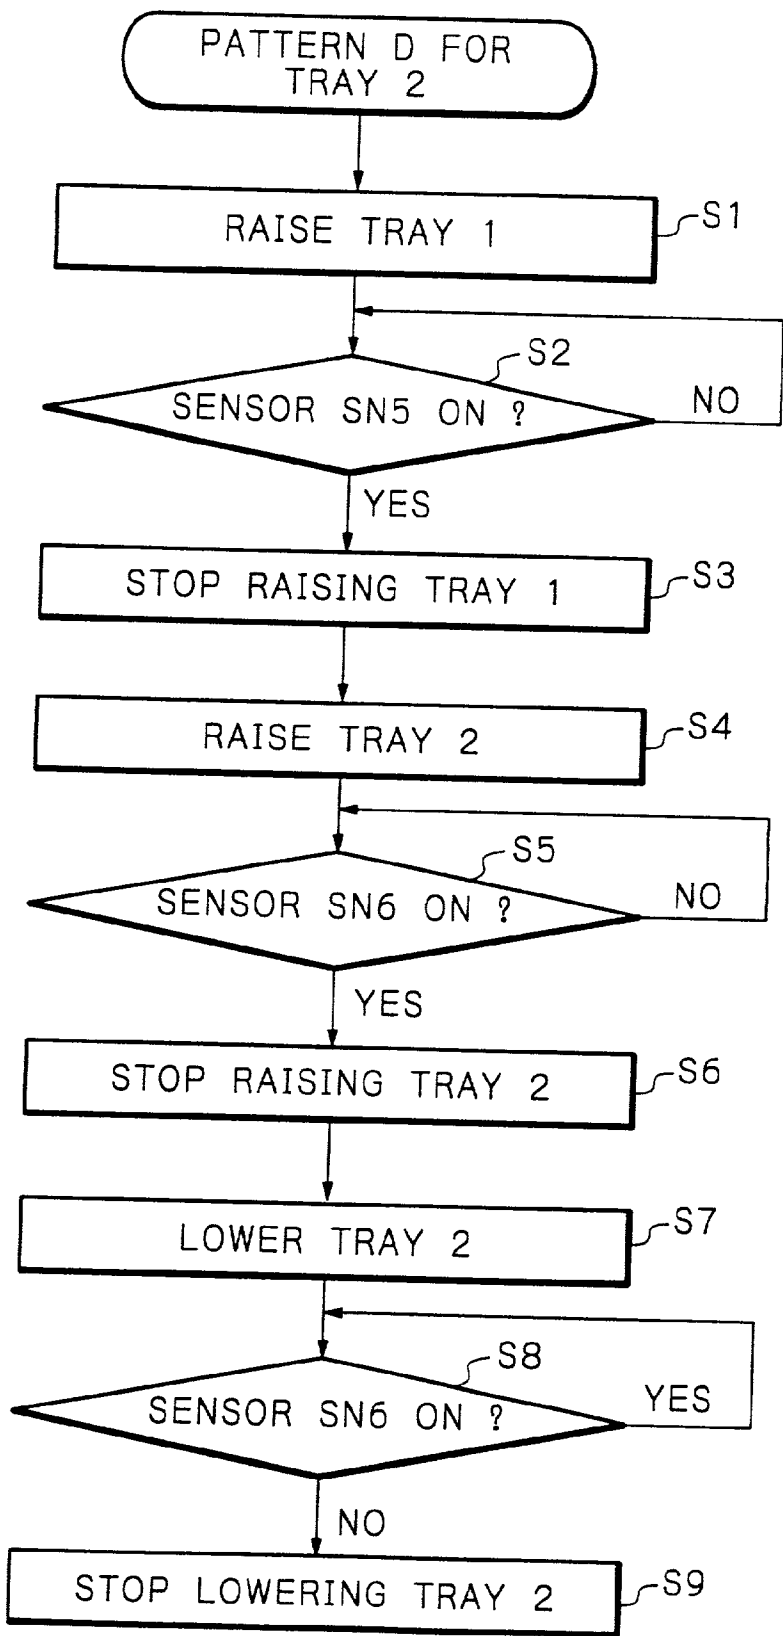 PATTERN D FOR
TRAY 2
RAISE TRAY 1
S1
S2
SENSOR SN5 ON ?
NO
YES
STOP RAISING TRAY 1
S3
RAISE TRAY 2
S4
S5
SENSOR SN6 ON ?
NO
YES
STOP RAISING TRAY 2
S6
LOWER TRAY 2
S7
S8
SENSOR SN6 ON ?
YES
NO
STOP LOWERING TRAY 2
S9